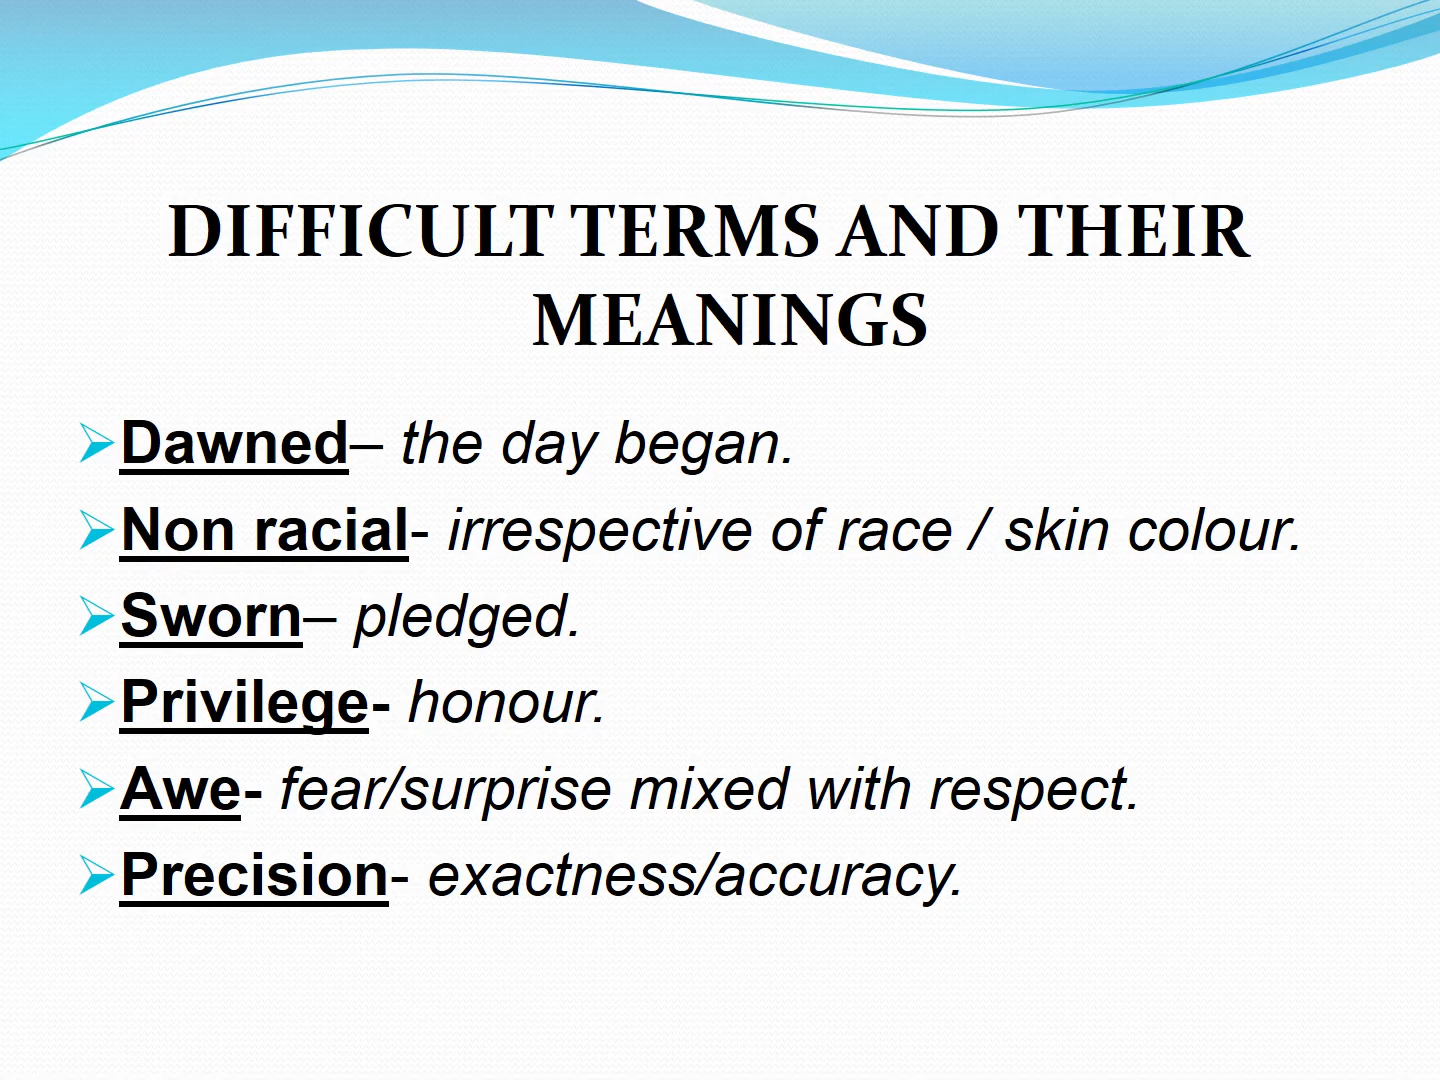 DIFFICULT TERMS AND THEIR
MEANINGS
Dawned– the day began.
Non racial- irrespective of race / skin colour.
Sworn– pledged.
Privilege- honour.
Awe- fear/surprise mixed with respect.
Precision- exactness/accuracy.